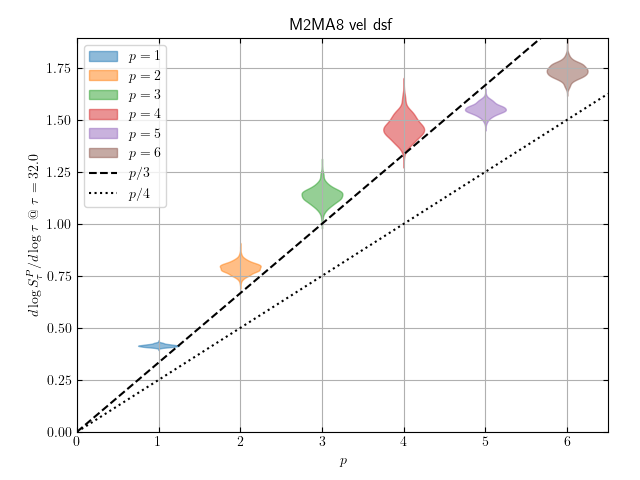 M2MA8 vel dsf
p = 1
p = 2
p = 3
p = 4
p = 5
p = 6
p/3
p/4
d log S_τ^P / d log τ @ τ = 32.0
1.75
1.50
1.25
1.00
0.75
0.50
0.25
0.00
0 1 2 3 4 5 6
p